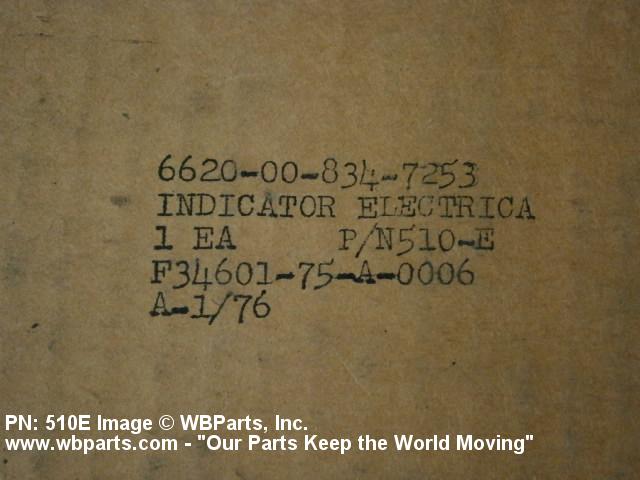 6620-00-834-7253
INDICATOR ELECTRICA
1 EA P/N510-E
F34601-75-A-0006
A-1/76
PN: 510E Image © WBParts, Inc.
www.wbparts.com - "Our Parts Keep the World Moving"